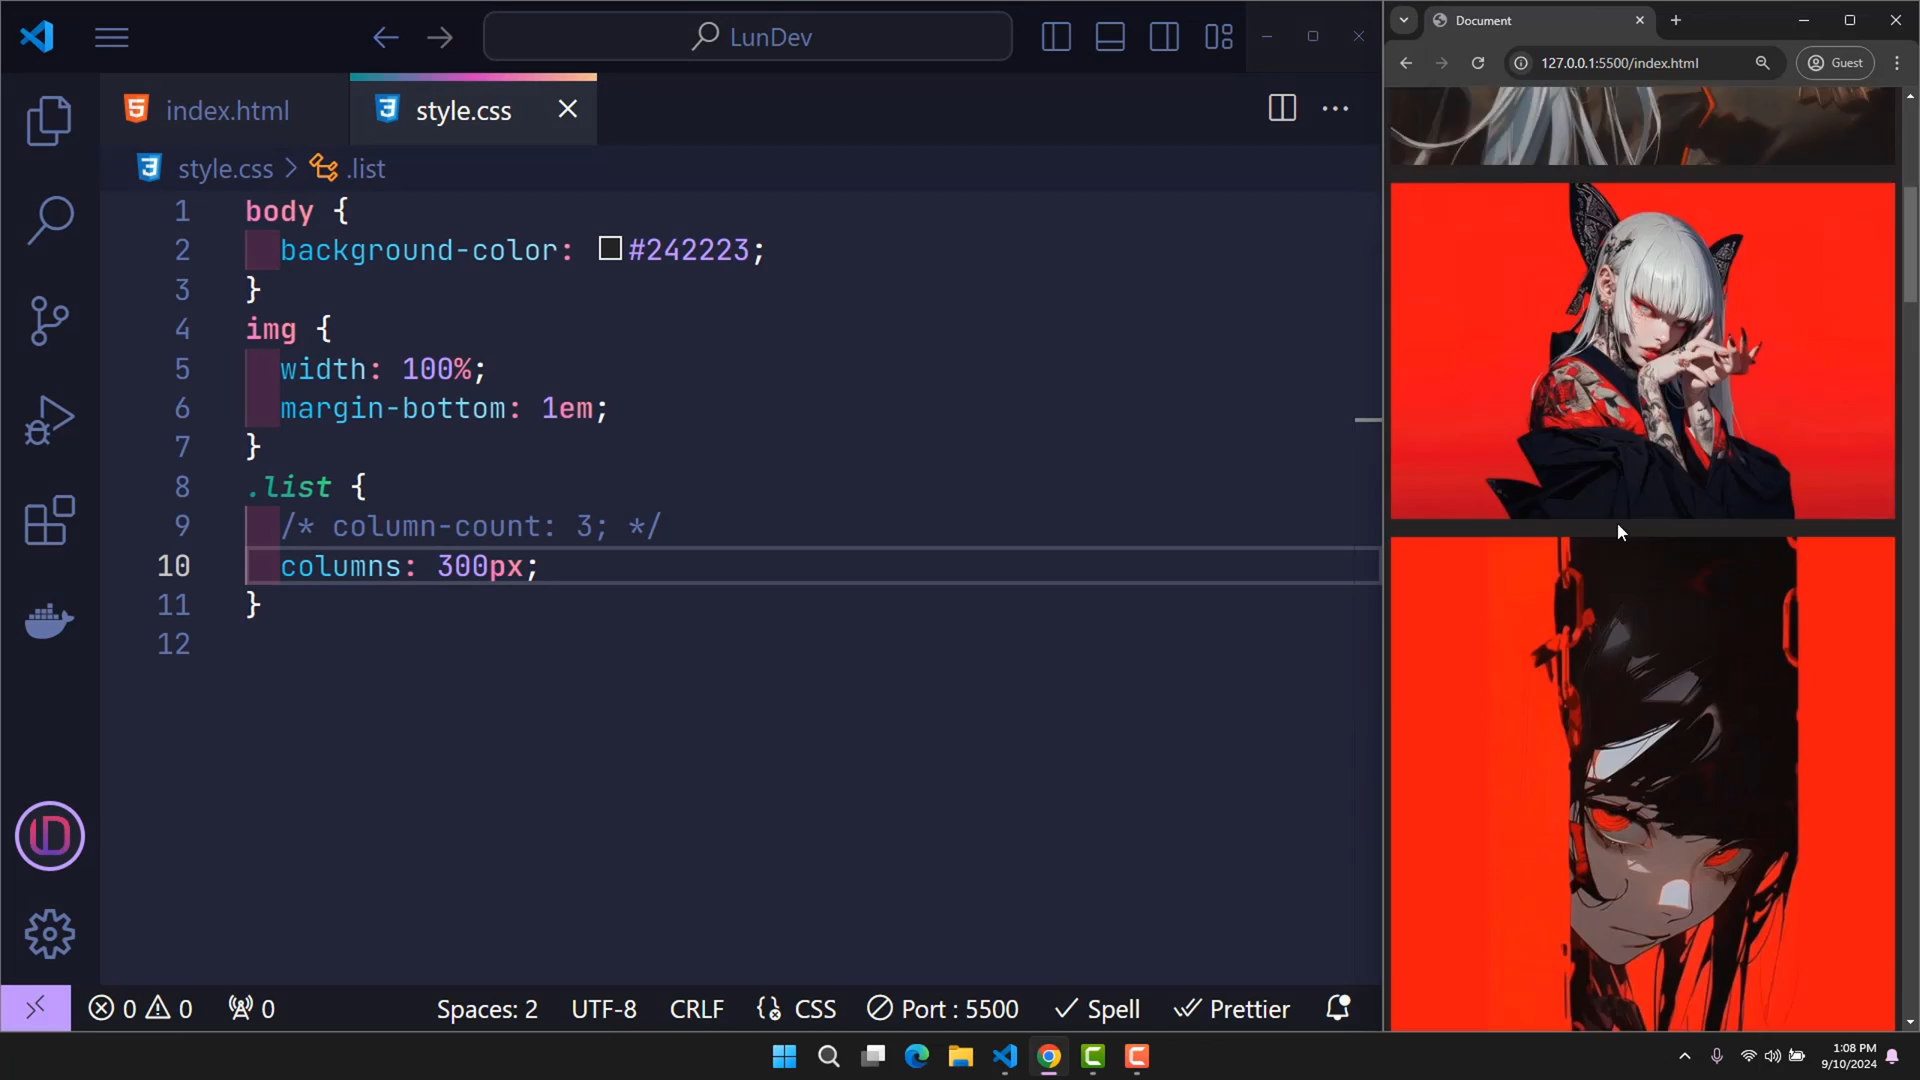 LunDev
index.html
style.css
style.css > .list
1 body {
2 background-color: #242223;
3 }
4 img {
5 width: 100%;
6 margin-bottom: 1em;
7 }
8 .list {
9 /* column-count: 3; */
10 columns: 300px;
11 }
12
0 0 0 Spaces: 2 UTF-8 CRLF CSS Port : 5500 Spell Prettier
Document
127.0.0.1:5500/index.html
Guest
1:08 PM
9/10/2024